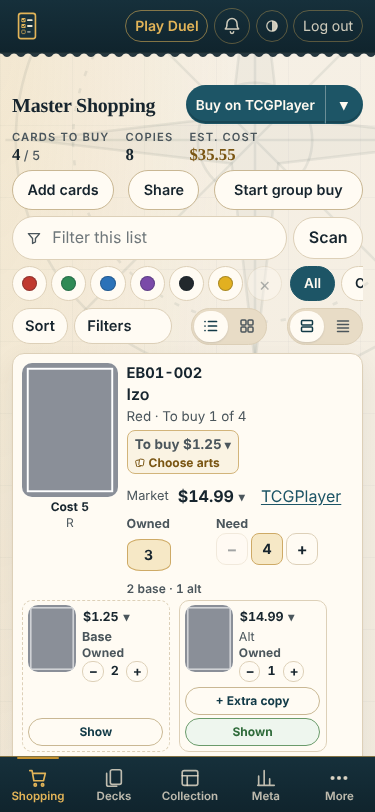 Play Duel
Log out
Master Shopping
Buy on TCGPlayer ▼
CARDS TO BUY COPIES EST. COST
4 / 5 8 $35.55
Add cards
Share
Start group buy
Filter this list
Scan
×
All
Sort
Filters
EB01-002
Izo
Red · To buy 1 of 4
To buy $1.25 ▾
Choose arts
Market $14.99 ▾ TCGPlayer
Cost 5
R
Owned Need
3 − 4 +
2 base · 1 alt
$1.25 ▾
Base
Owned
− 2 +
Show
$14.99 ▾
Alt
Owned
− 1 +
+ Extra copy
Shown
Shopping
Decks
Collection
Meta
More